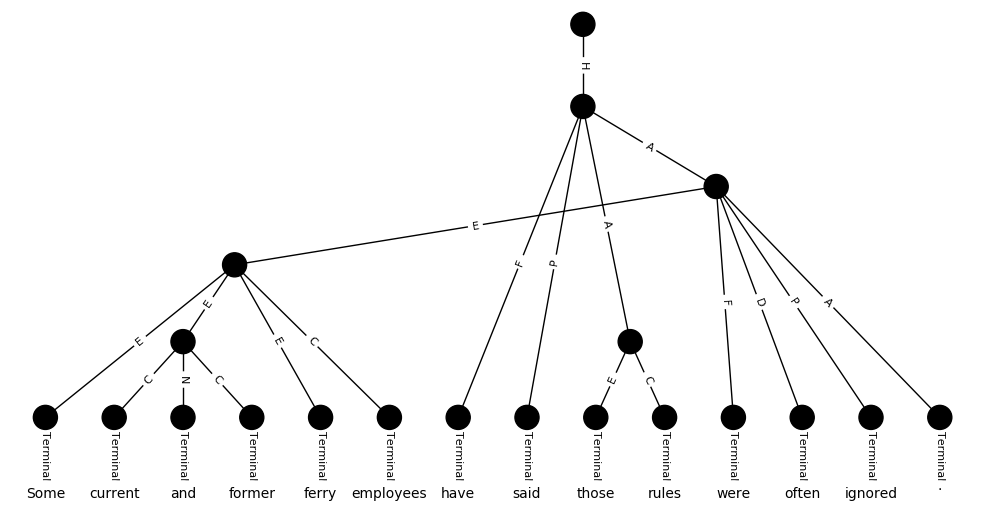 H
A
E
A
F
P
E
F
D
P
A
E
E
C
C
N
C
E
C
Terminal Terminal Terminal Terminal Terminal Terminal Terminal Terminal Terminal Terminal Terminal Terminal Terminal Terminal
Some current and former ferry employees have said those rules were often ignored .